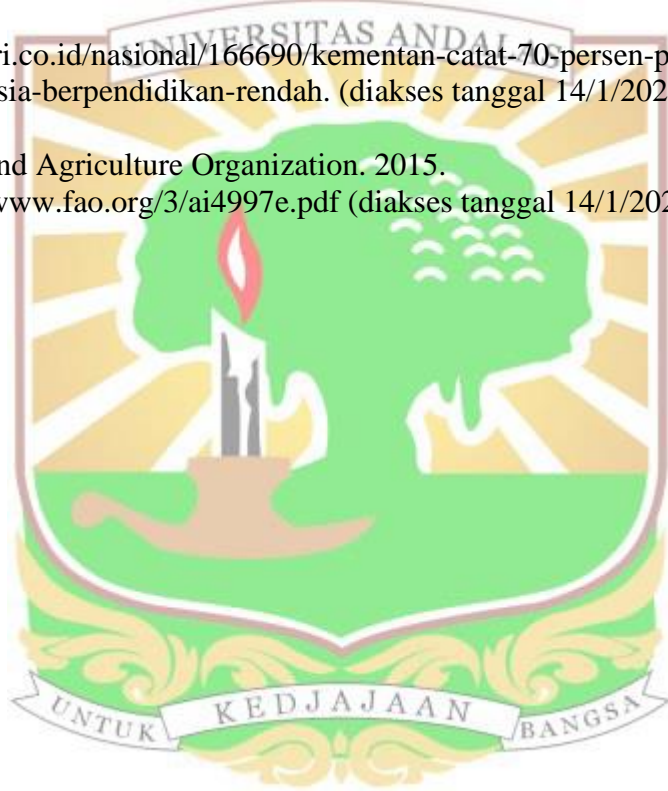 UNIVERSITAS ANDALAS
ri.co.id/nasional/166690/kementan-catat-70-persen-p
sia-berpendidikan-rendah. (diakses tanggal 14/1/202
nd Agriculture Organization. 2015.
www.fao.org/3/ai4997e.pdf (diakses tanggal 14/1/202
UNTUK KEDJAJAAN BANGSA